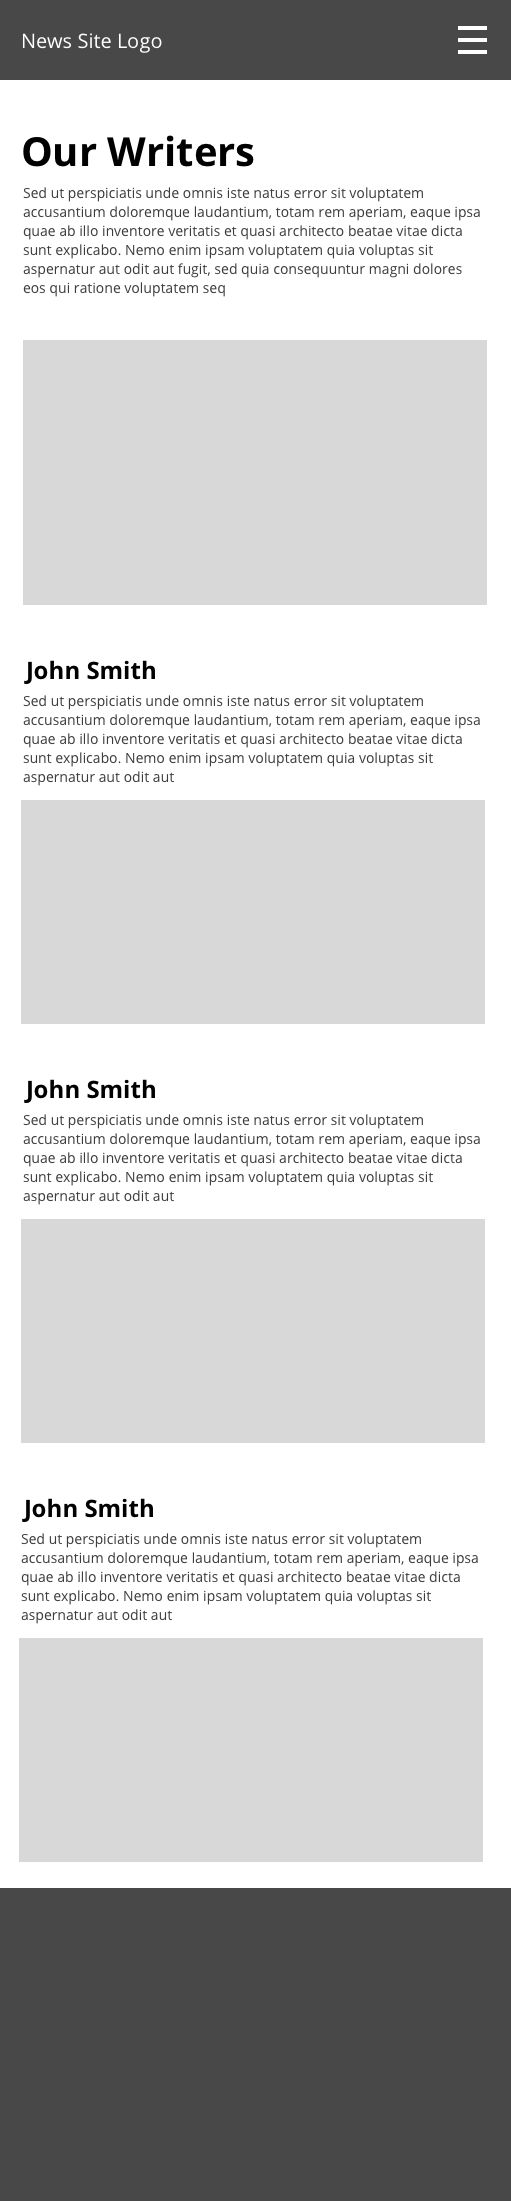 News Site Logo
Our Writers
Sed ut perspiciatis unde omnis iste natus error sit voluptatem
accusantium doloremque laudantium, totam rem aperiam, eaque ipsa
quae ab illo inventore veritatis et quasi architecto beatae vitae dicta
sunt explicabo. Nemo enim ipsam voluptatem quia voluptas sit
aspernatur aut odit aut fugit, sed quia consequuntur magni dolores
eos qui ratione voluptatem seq
John Smith
Sed ut perspiciatis unde omnis iste natus error sit voluptatem
accusantium doloremque laudantium, totam rem aperiam, eaque ipsa
quae ab illo inventore veritatis et quasi architecto beatae vitae dicta
sunt explicabo. Nemo enim ipsam voluptatem quia voluptas sit
aspernatur aut odit aut
John Smith
Sed ut perspiciatis unde omnis iste natus error sit voluptatem
accusantium doloremque laudantium, totam rem aperiam, eaque ipsa
quae ab illo inventore veritatis et quasi architecto beatae vitae dicta
sunt explicabo. Nemo enim ipsam voluptatem quia voluptas sit
aspernatur aut odit aut
John Smith
Sed ut perspiciatis unde omnis iste natus error sit voluptatem
accusantium doloremque laudantium, totam rem aperiam, eaque ipsa
quae ab illo inventore veritatis et quasi architecto beatae vitae dicta
sunt explicabo. Nemo enim ipsam voluptatem quia voluptas sit
aspernatur aut odit aut